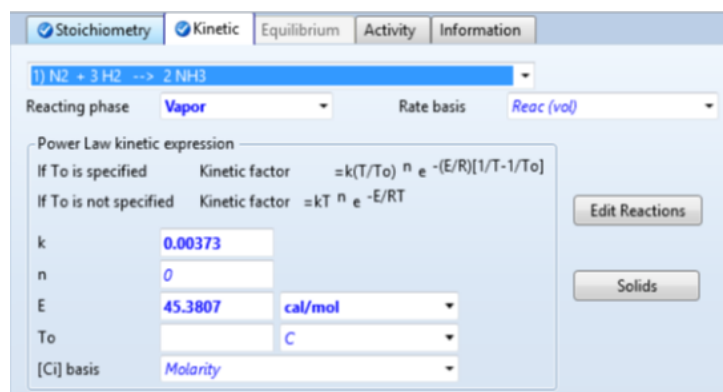 Stoichiometry Kinetic Equilibrium Activity Information
1) N2 + 3 H2 --> 2 NH3
Reacting phase Vapor Rate basis Reac (vol)
Power Law kinetic expression
If To is specified Kinetic factor =k(T/To) n e -(E/R)[1/T-1/To]
If To is not specified Kinetic factor =kT n e -E/RT
Edit Reactions
k 0.00373
n 0
Solids
E 45.3807 cal/mol
To C
[Ci] basis Molarity